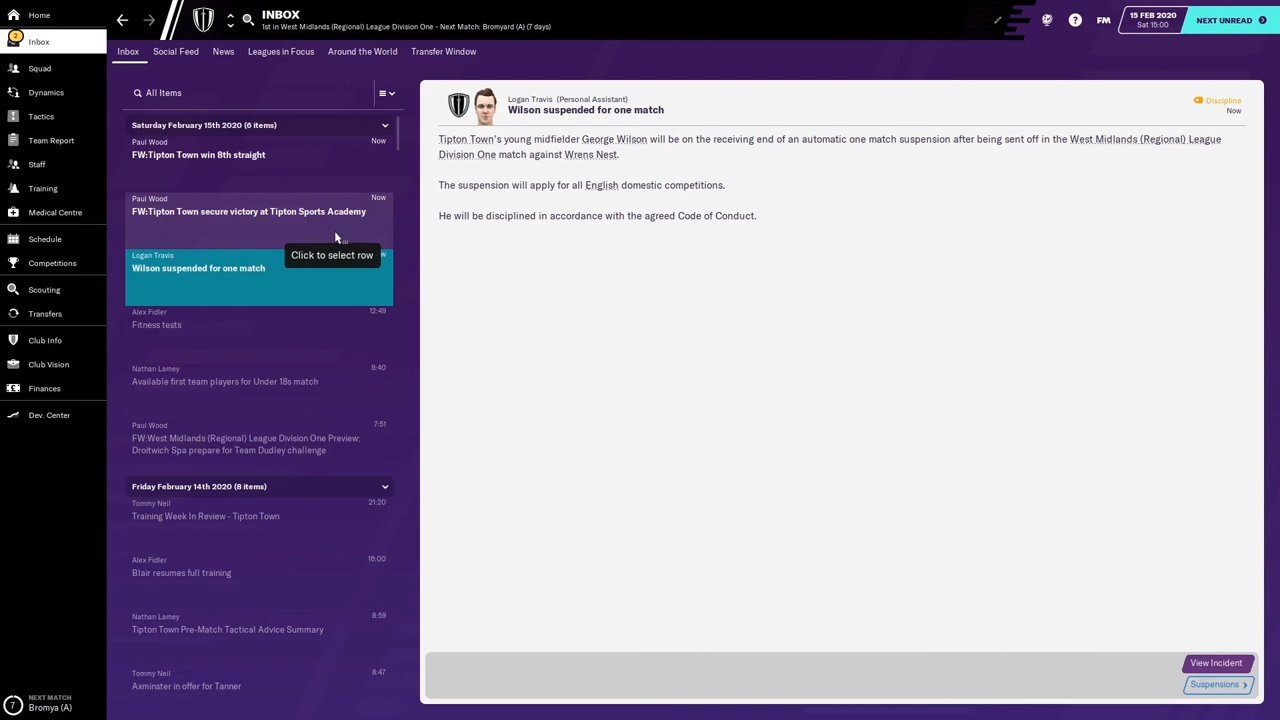 Home
INBOX
1st in West Midlands (Regional) League Division One - Next Match: Bromyard (A) (7 days)
FM
15 FEB 2020
Sat 15:00
NEXT UNREAD
2
Inbox
Squad
Dynamics
Tactics
Team Report
Staff
Training
Medical Centre
Schedule
Competitions
Scouting
Transfers
Club Info
Club Vision
Finances
Dev. Center
7
NEXT MATCH
Bromya (A)
Inbox Social Feed News Leagues in Focus Around the World Transfer Window
All Items
Saturday February 15th 2020 (6 items)
Paul Wood Now
FW:Tipton Town win 8th straight
Paul Wood Now
FW:Tipton Town secure victory at Tipton Sports Academy
Click to select row
Logan Travis w
Wilson suspended for one match
Alex Fidler 12:49
Fitness tests
Nathan Lamey 8:40
Available first team players for Under 18s match
Paul Wood 7:51
FW:West Midlands (Regional) League Division One Preview:
Droitwich Spa prepare for Team Dudley challenge
Friday February 14th 2020 (8 items)
Tommy Neil 21:20
Training Week In Review - Tipton Town
Alex Fidler 16:00
Blair resumes full training
Nathan Lamey 8:59
Tipton Town Pre-Match Tactical Advice Summary
Tommy Neil 8:47
Axminster in offer for Tanner
Logan Travis (Personal Assistant)
Wilson suspended for one match
Discipline
Now
Tipton Town's young midfielder George Wilson will be on the receiving end of an automatic one match suspension after being sent off in the West Midlands (Regional) League
Division One match against Wrens Nest.
The suspension will apply for all English domestic competitions.
He will be disciplined in accordance with the agreed Code of Conduct.
View Incident
Suspensions